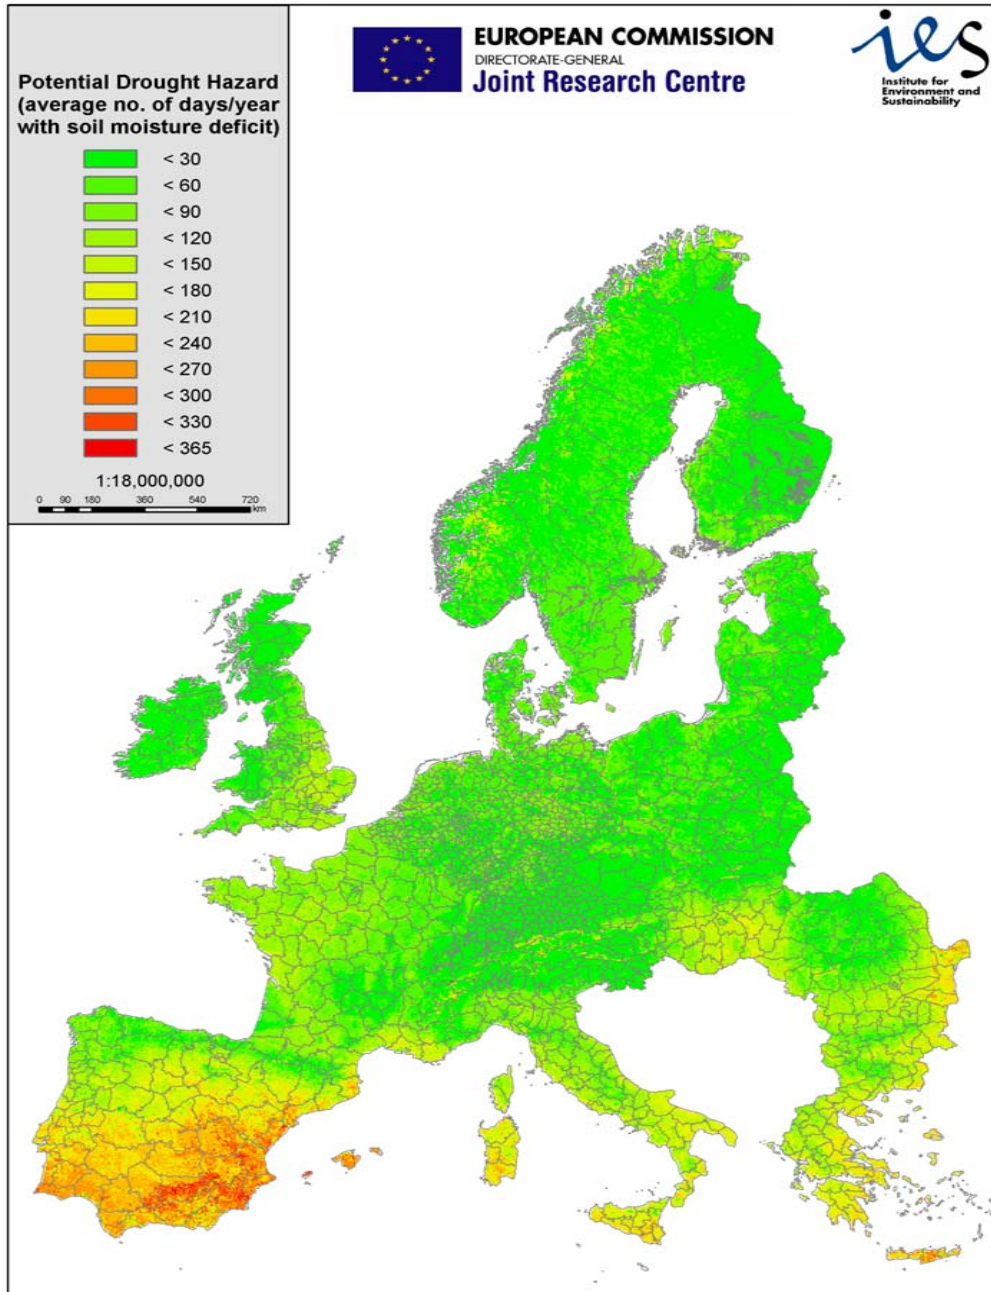 Potential Drought Hazard
(average no. of days/year
with soil moisture deficit)
< 30
< 60
< 90
< 120
< 150
< 180
< 210
< 240
< 270
< 300
< 330
< 365
1:18,000,000
0 90 180 360 540 720
km
EUROPEAN COMMISSION
DIRECTORATE-GENERAL
Joint Research Centre
ies
Institute for
Environment and
Sustainability